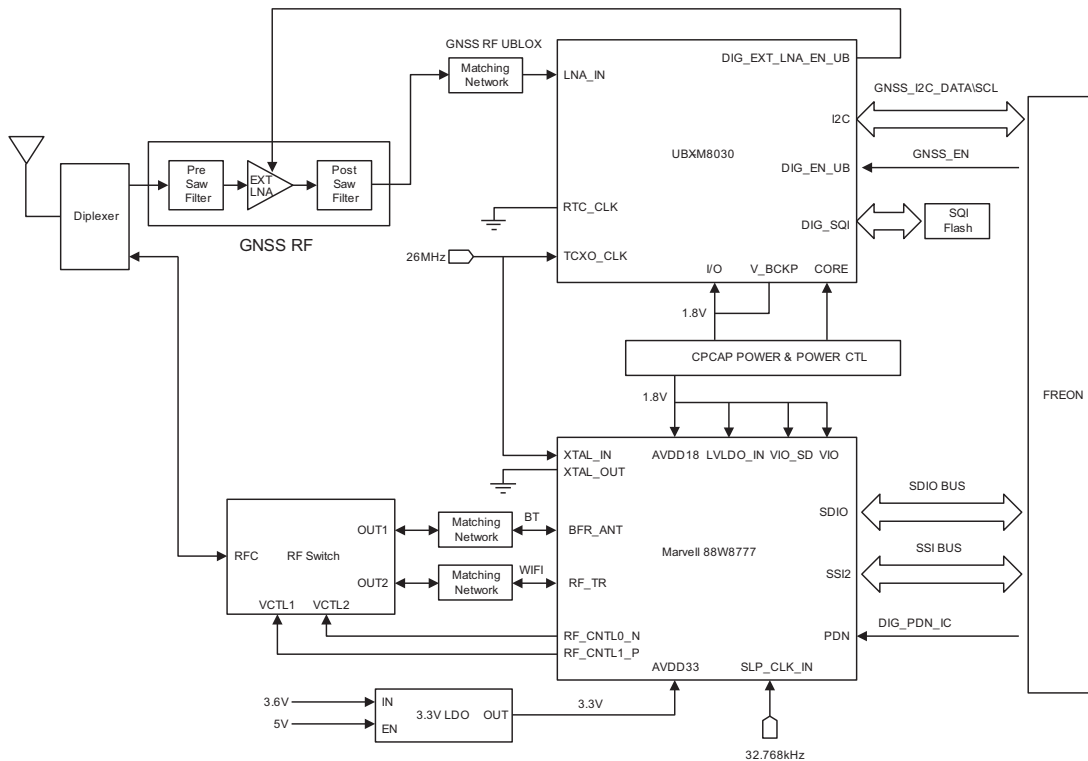 GNSS RF UBLOX
Matching
Network
LNA_IN
DIG_EXT_LNA_EN_UB
GNSS_I2C_DATA\SCL
I2C
UBXM8030
GNSS_EN
DIG_EN_UB
Pre
Saw
Filter
EXT
LNA
Post
Saw
Filter
Diplexer
GNSS RF
RTC_CLK
DIG_SQI
SQI
Flash
26MHz
TCXO_CLK
I/O
V_BCKP
CORE
1.8V
CPCAP POWER & POWER CTL
1.8V
FREON
XTAL_IN
XTAL_OUT
AVDD18
LVLDO_IN
VIO_SD
VIO
SDIO BUS
SDIO
OUT1
Matching
Network
BT
BFR_ANT
RFC
RF Switch
Marvell 88W8777
SSI BUS
SSI2
OUT2
Matching
Network
WIFI
RF_TR
VCTL1
VCTL2
DIG_PDN_IC
PDN
RF_CNTL0_N
RF_CNTL1_P
AVDD33
SLP_CLK_IN
3.6V
IN
3.3V LDO
OUT
3.3V
5V
EN
32.768kHz